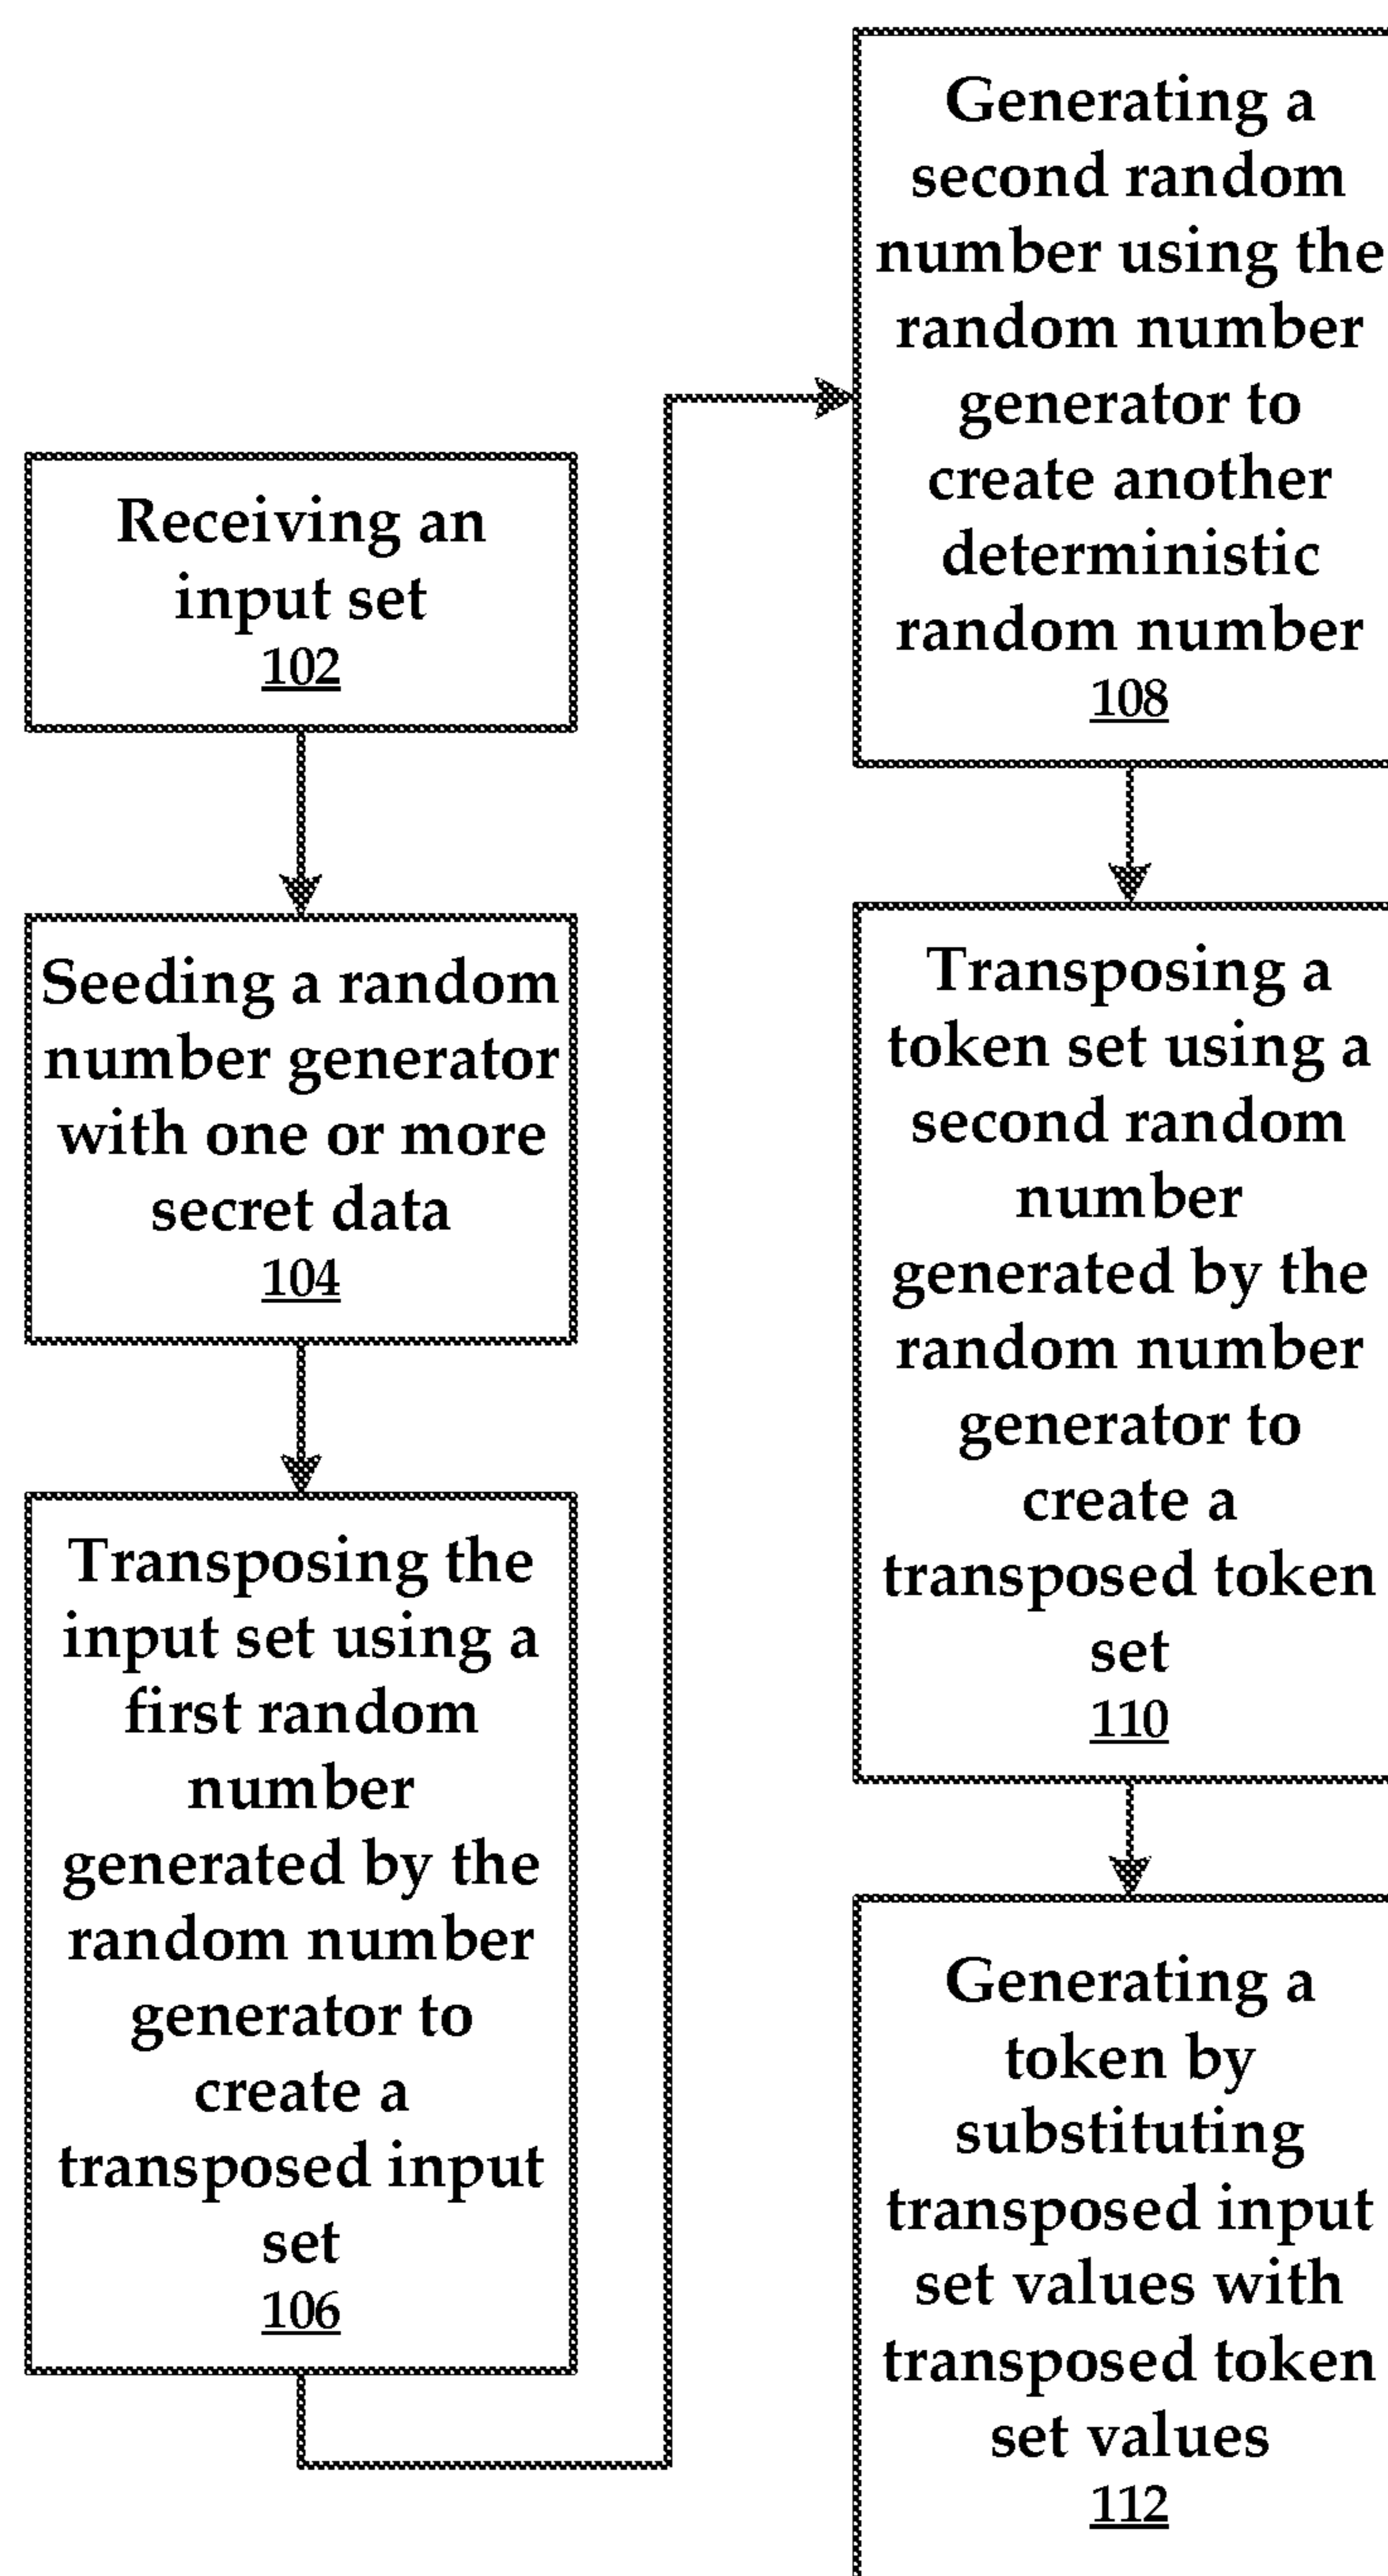 Receiving an
input set
102
Seeding a random
number generator
with one or more
secret data
104
Transposing the
input set using a
first random
number
generated by the
random number
generator to
create a
transposed input
set
106
Generating a
second random
number using the
random number
generator to
create another
deterministic
random number
108
Transposing a
token set using a
second random
number
generated by the
random number
generator to
create a
transposed token
set
110
Generating a
token by
substituting
transposed input
set values with
transposed token
set values
112